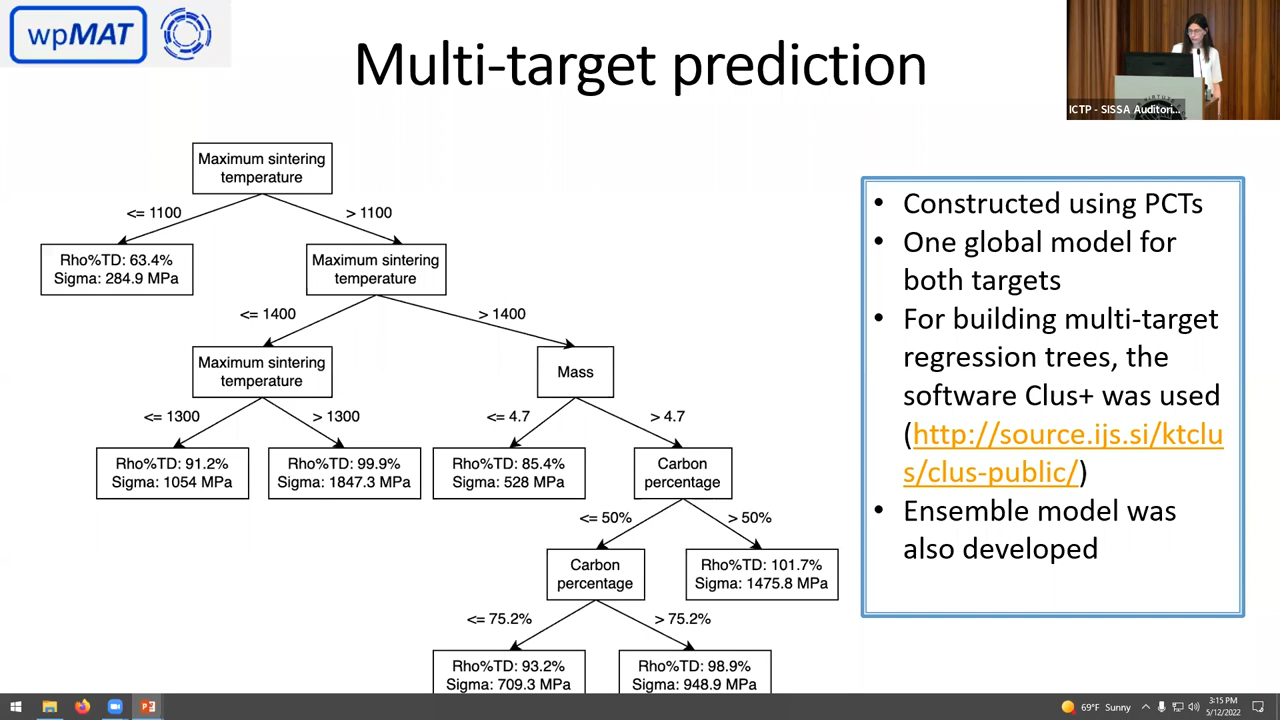 wpMAT
Multi-target prediction
ICTP - SISSA Auditori...
Maximum sintering
temperature
<= 1100
> 1100
Rho%TD: 63.4%
Sigma: 284.9 MPa
Maximum sintering
temperature
<= 1400
> 1400
Maximum sintering
temperature
Mass
<= 1300
> 1300
<= 4.7
> 4.7
Rho%TD: 91.2%
Sigma: 1054 MPa
Rho%TD: 99.9%
Sigma: 1847.3 MPa
Rho%TD: 85.4%
Sigma: 528 MPa
Carbon
percentage
<= 50%
> 50%
Carbon
percentage
Rho%TD: 101.7%
Sigma: 1475.8 MPa
<= 75.2%
> 75.2%
Rho%TD: 93.2%
Sigma: 709.3 MPa
Rho%TD: 98.9%
Sigma: 948.9 MPa
• Constructed using PCTs
• One global model for
both targets
• For building multi-target
regression trees, the
software Clus+ was used
(http://source.ijs.si/ktclu
s/clus-public/)
• Ensemble model was
also developed
69°F Sunny
3:15 PM
5/12/2022